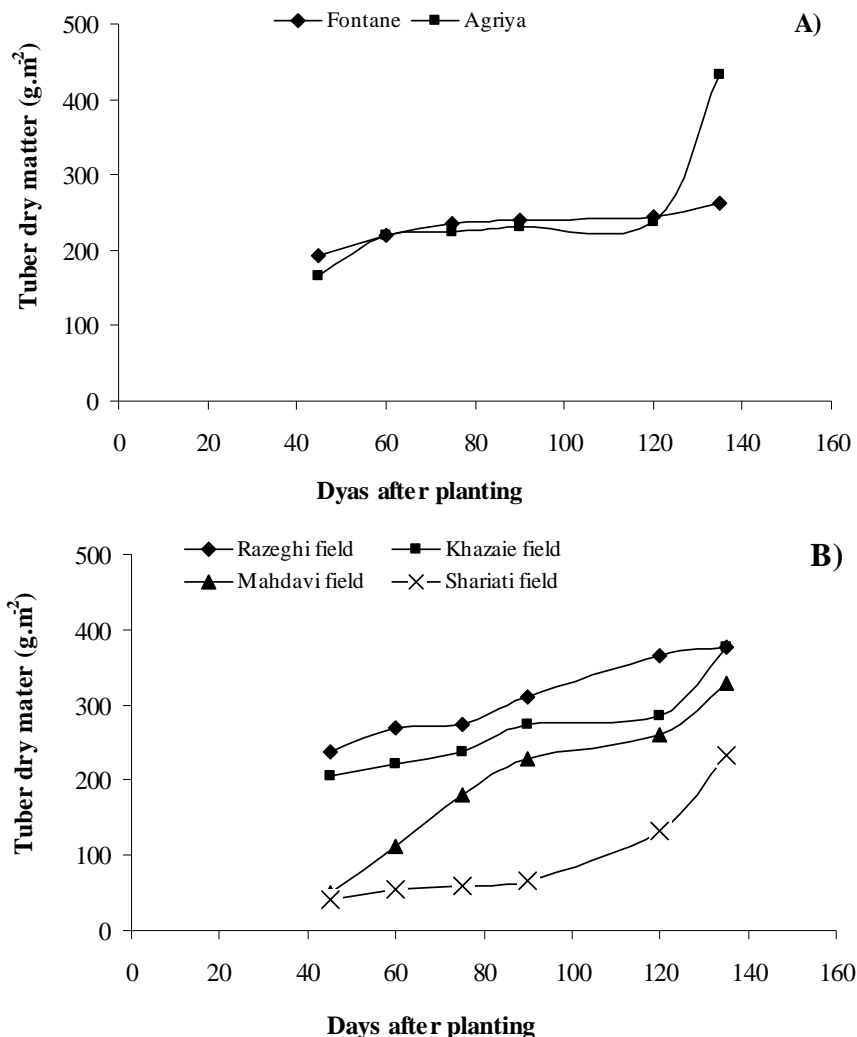 Fontane Agriya
A)
Tuber dry matter (g.m-2)
500
400
300
200
100
0
0 20 40 60 80 100 120 140 160
Dyas after planting
Razeghi field Khazaie field
Mahdavi field Shariati field
B)
Tuber dry mater (g.m-2)
500
400
300
200
100
0
0 20 40 60 80 100 120 140 160
Days after planting